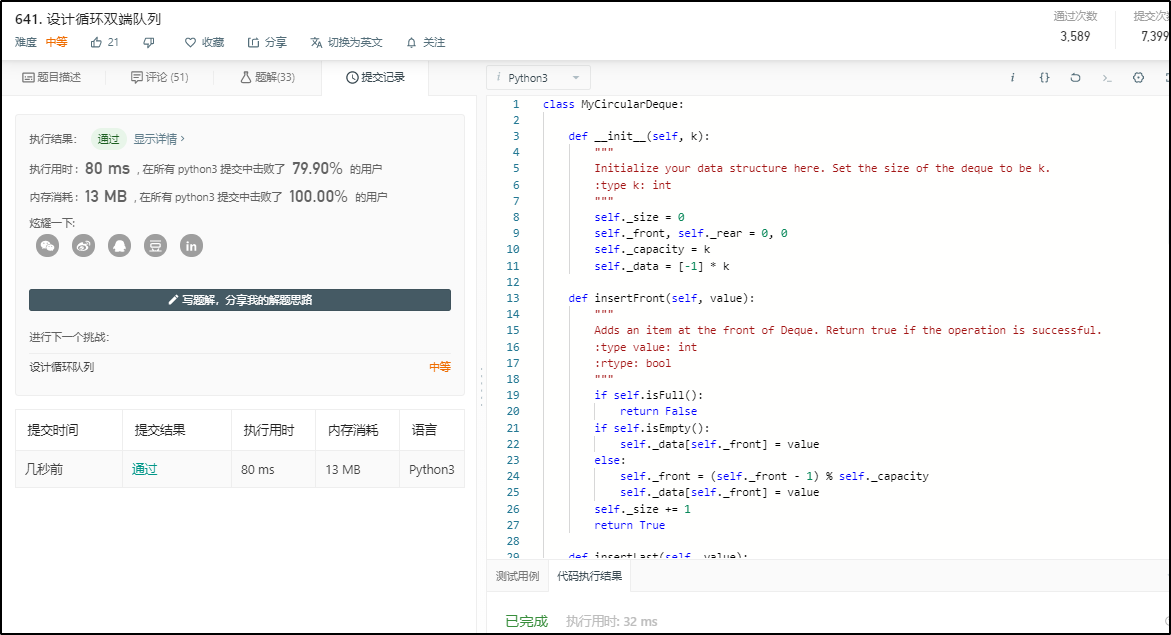 641. 设计循环双端队列
难度 中等 21 收藏 分享 切换为英文 关注
通过次数
3,589
7,399
题目描述 评论 (51) 题解(33) 提交记录
执行结果： 通过 显示详情 ›
执行用时 : 80 ms , 在所有 python3 提交中击败了 79.90% 的用户
内存消耗 : 13 MB , 在所有 python3 提交中击败了 100.00% 的用户
炫耀一下:
豆 in
写题解，分享我的解题思路
进行下一个挑战:
设计循环队列 中等
提交时间 提交结果 执行用时 内存消耗 语言
几秒前 通过 80 ms 13 MB Python3
i Python3 i {} >_
1 class MyCircularDeque:
2
3 def __init__(self, k):
4 """
5 Initialize your data structure here. Set the size of the deque to be k.
6 :type k: int
7 """
8 self._size = 0
9 self._front, self._rear = 0, 0
10 self._capacity = k
11 self._data = [-1] * k
12
13 def insertFront(self, value):
14 """
15 Adds an item at the front of Deque. Return true if the operation is successful.
16 :type value: int
17 :rtype: bool
18 """
19 if self.isFull():
20 return False
21 if self.isEmpty():
22 self._data[self._front] = value
23 else:
24 self._front = (self._front - 1) % self._capacity
25 self._data[self._front] = value
26 self._size += 1
27 return True
28
29 def insertLast(self, value):
测试用例 代码执行结果
已完成 执行用时: 32 ms